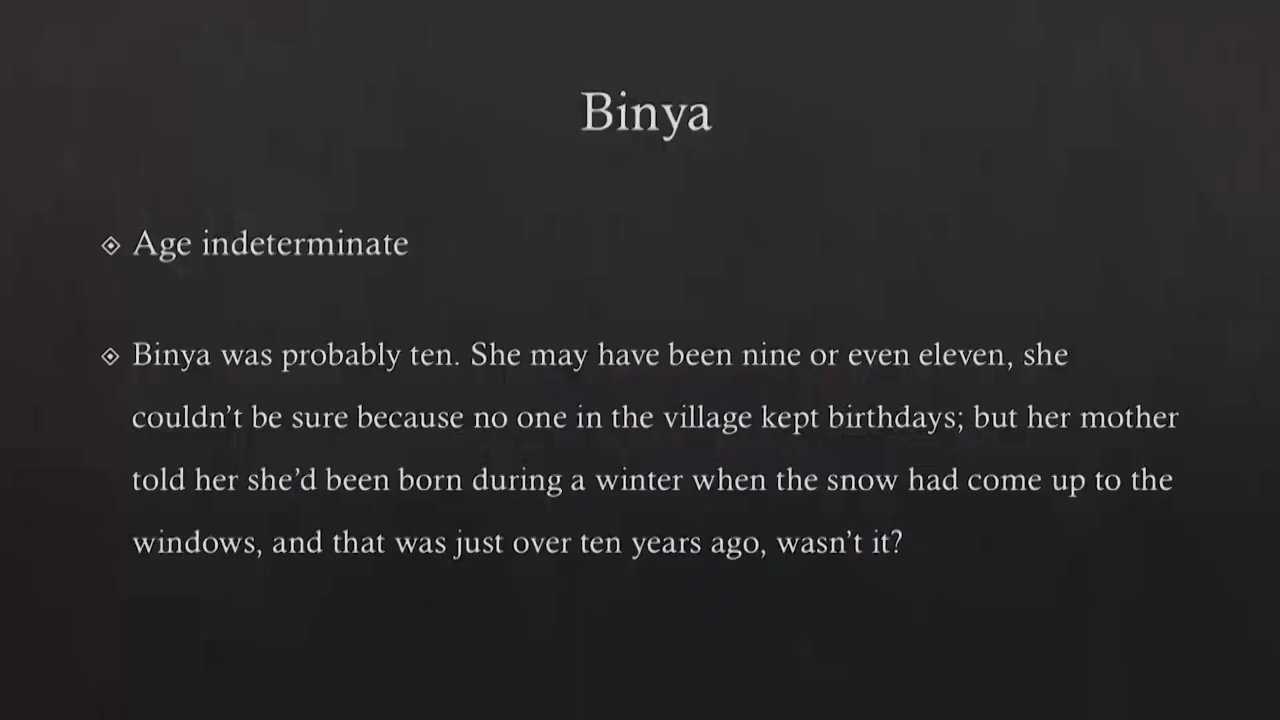 Binya
Age indeterminate
Binya was probably ten. She may have been nine or even eleven, she
couldn’t be sure because no one in the village kept birthdays; but her mother
told her she’d been born during a winter when the snow had come up to the
windows, and that was just over ten years ago, wasn’t it?